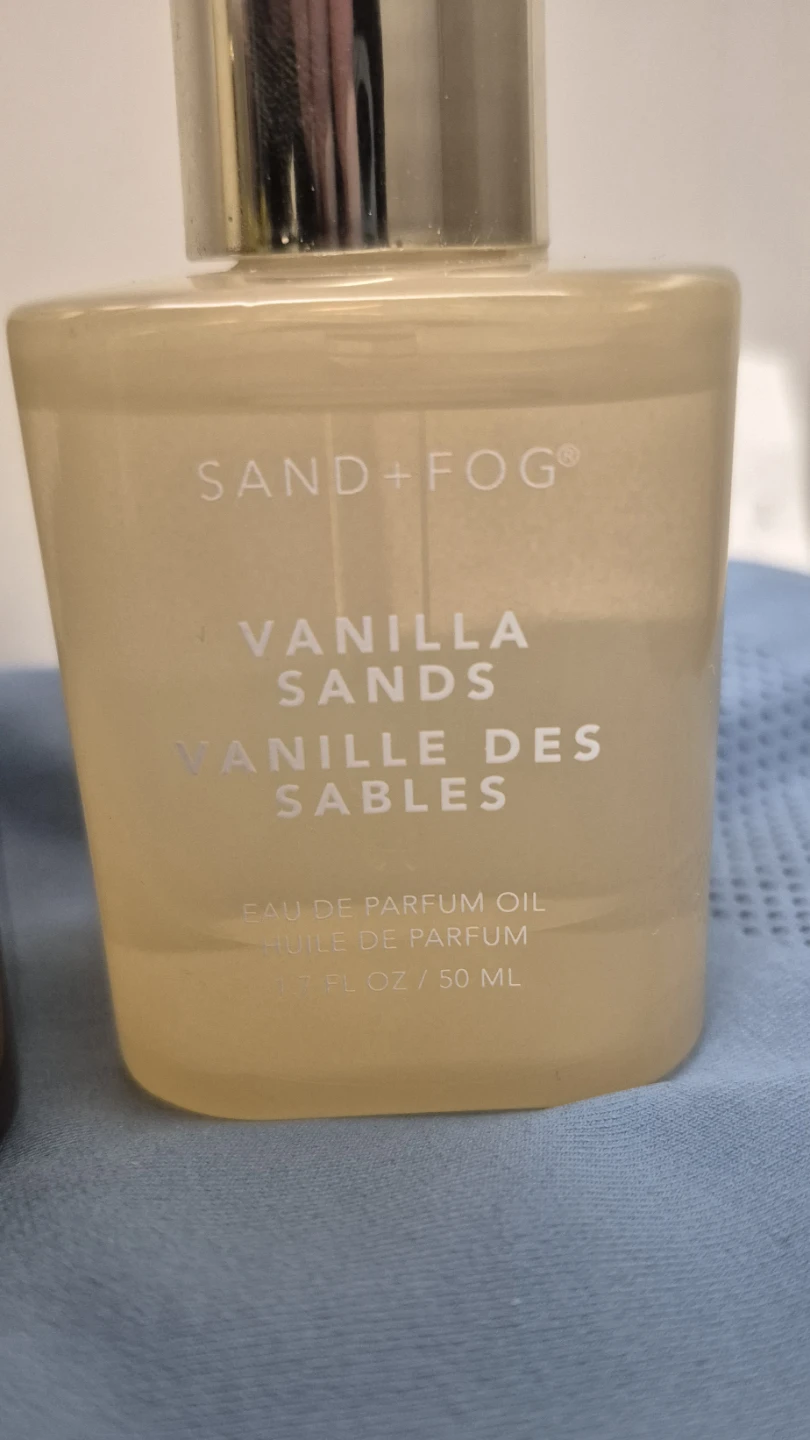 SAND+FOG®
VANILLA
SANDS
VANILLE DES
SABLES
EAU DE PARFUM OIL
HUILE DE PARFUM
1.7 FL OZ / 50 ML